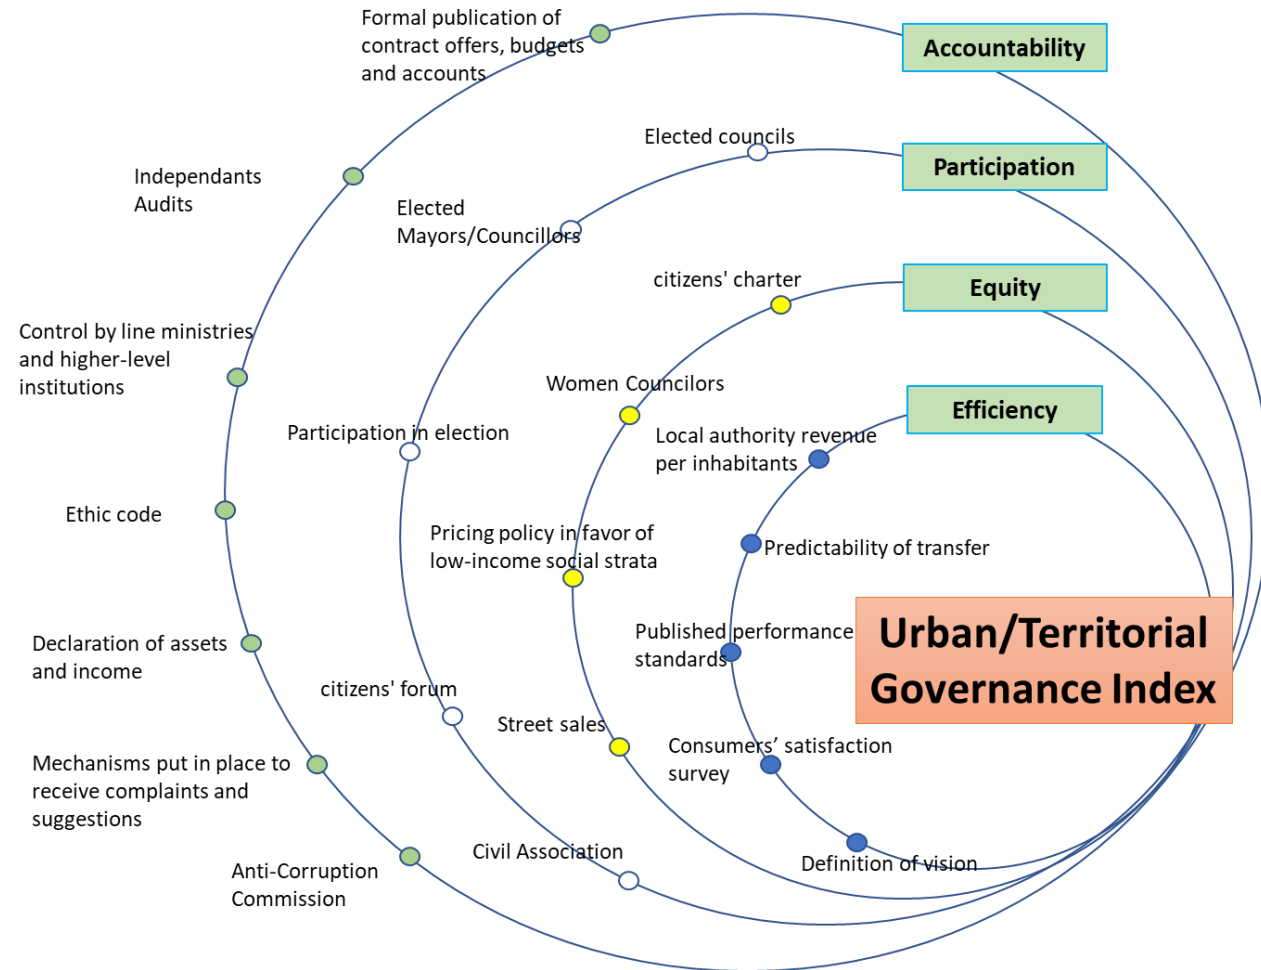 Formal publication of
contract offers, budgets
and accounts
Accountability
Elected councils
Participation
Independants
Audits
Elected
Mayors/Councillors
citizens' charter
Equity
Control by line ministries
and higher-level
institutions
Women Councilors
Efficiency
Participation in election
Local authority revenue
per inhabitants
Ethic code
Pricing policy in favor of
low-income social strata
Predictability of transfer
Declaration of assets
and income
Published performance
standards
Urban/Territorial
Governance Index
citizens' forum
Street sales
Consumers’ satisfaction
survey
Mechanisms put in place to
receive complaints and
suggestions
Anti-Corruption
Commission
Civil Association
Definition of vision